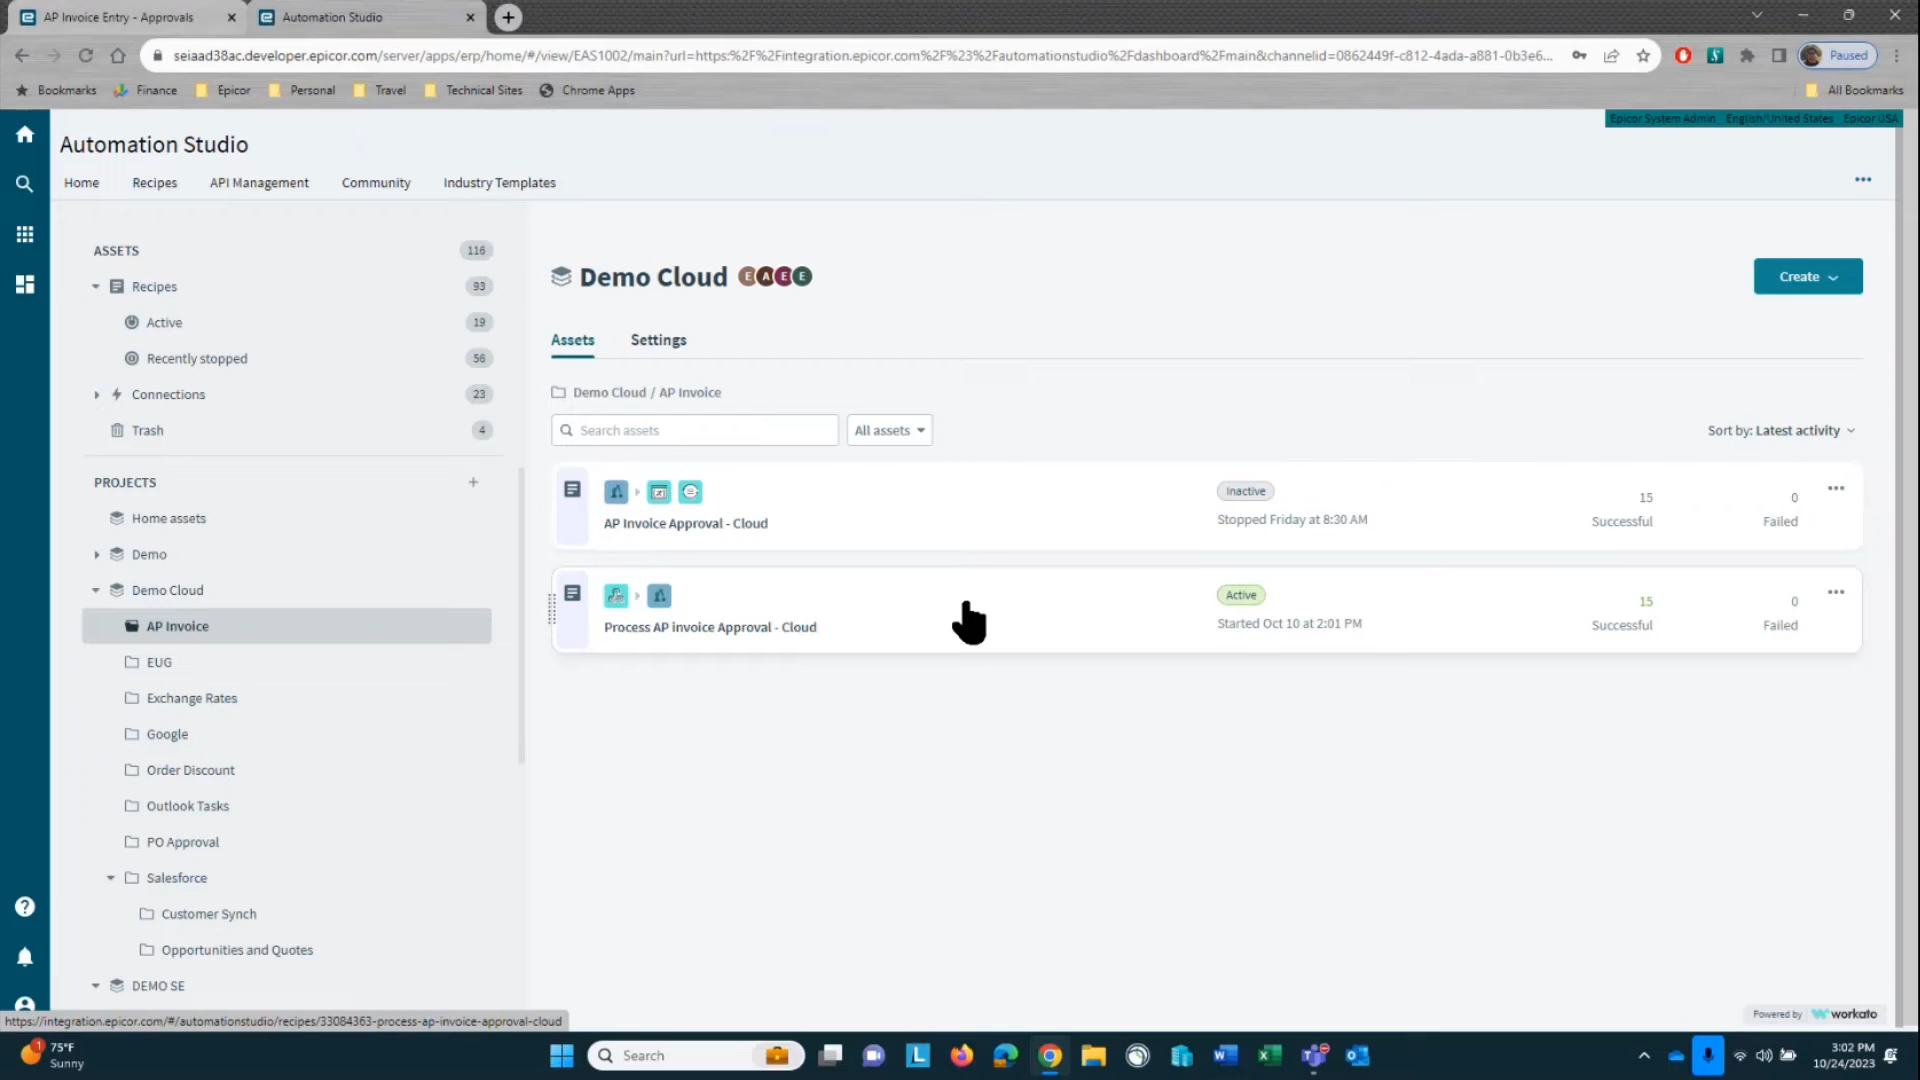 AP Invoice Entry - Approvals
Automation Studio
seiaad38ac.developer.epicor.com/server/apps/erp/home/#/view/EAS1002/main?url=https:%2F%2Fintegration.epicor.com%2F%23%2Fautomationstudio%2Fdashboard%2Fmain&channelid=0862449f-c812-4ada-a881-0b3e6...
Paused
Bookmarks Finance Epicor Personal Travel Technical Sites Chrome Apps All Bookmarks
Epicor System Admin English/United States Epicor USA
Automation Studio
Home Recipes API Management Community Industry Templates
ASSETS 116
Recipes 93
Active 19
Recently stopped 56
Connections 23
Trash 4
PROJECTS
Home assets
Demo
Demo Cloud
AP Invoice
EUG
Exchange Rates
Google
Order Discount
Outlook Tasks
PO Approval
Salesforce
Customer Synch
Opportunities and Quotes
DEMO SE
Demo Cloud E A E E
Create
Assets Settings
Demo Cloud / AP Invoice
Search assets All assets Sort by: Latest activity
AP Invoice Approval - Cloud
Inactive
Stopped Friday at 8:30 AM
15 Successful
0 Failed
Process AP invoice Approval - Cloud
Active
Started Oct 10 at 2:01 PM
15 Successful
0 Failed
https://integration.epicor.com/#/automationstudio/recipes/33084363-process-ap-invoice-approval-cloud
Powered by workato
1 75°F
Sunny
Search
3:02 PM
10/24/2023